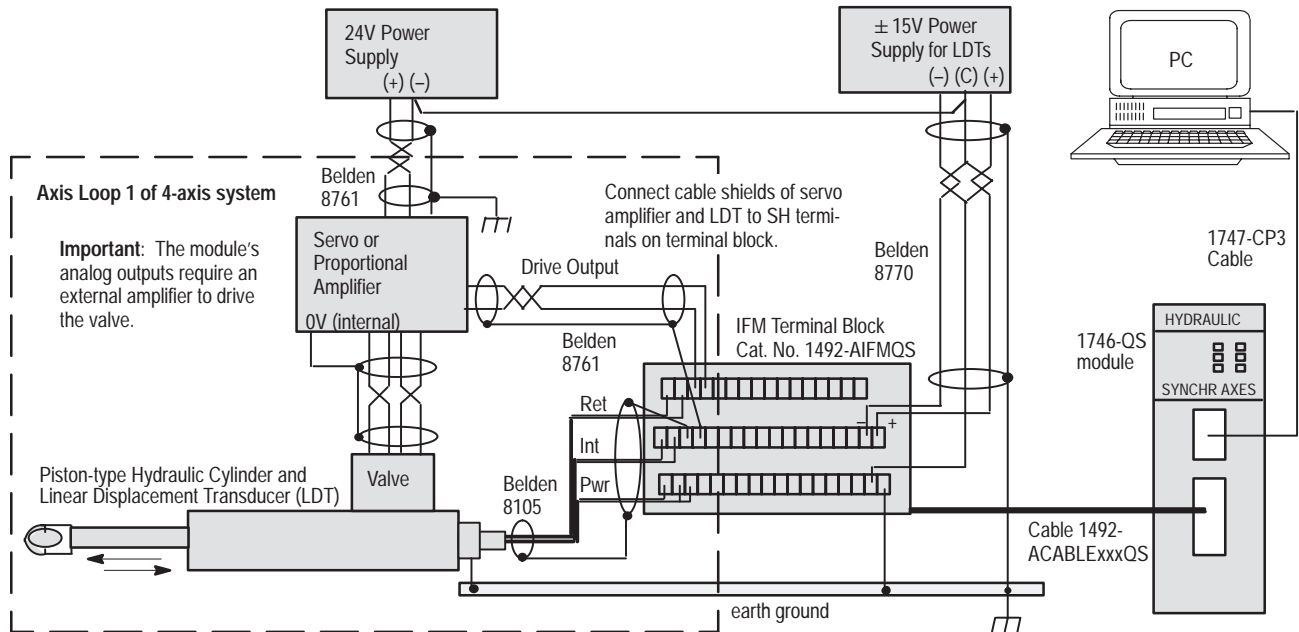 24V Power
Supply
(+) (–)
± 15V Power
Supply for LDTs
(–) (C) (+)
PC
Axis Loop 1 of 4-axis system
Belden
8761
Connect cable shields of servo
amplifier and LDT to SH termi-
nals on terminal block.
Important: The module's
analog outputs require an
external amplifier to drive
the valve.
Servo or
Proportional
Amplifier
0V (internal)
Drive Output
Belden
8770
1747-CP3
Cable
Belden
8761
IFM Terminal Block
Cat. No. 1492-AIFMQS
1746-QS
module
HYDRAULIC
SYNCHR AXES
Ret
– +
Int
Pwr
Piston-type Hydraulic Cylinder and
Linear Displacement Transducer (LDT)
Valve
Belden
8105
Cable 1492-
ACABLExxxQS
earth ground